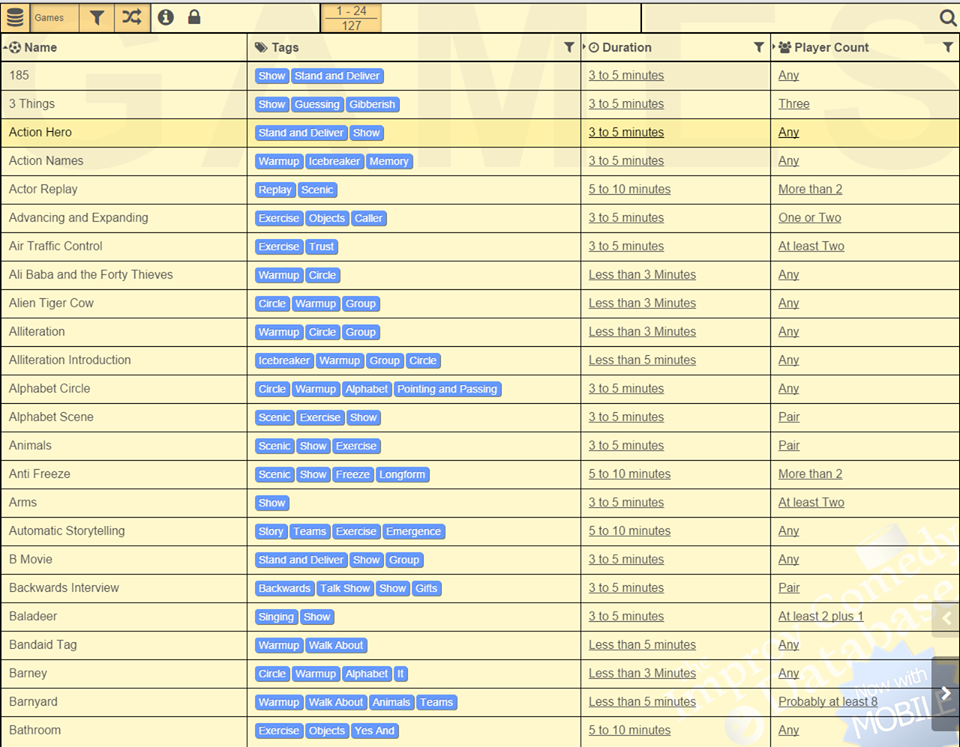 Games 1 - 24
127
Name Tags Duration Player Count
185 Show Stand and Deliver 3 to 5 minutes Any
3 Things Show Guessing Gibberish 3 to 5 minutes Three
Action Hero Stand and Deliver Show 3 to 5 minutes Any
Action Names Warmup Icebreaker Memory 3 to 5 minutes Any
Actor Replay Replay Scenic 5 to 10 minutes More than 2
Advancing and Expanding Exercise Objects Caller 3 to 5 minutes One or Two
Air Traffic Control Exercise Trust 3 to 5 minutes At least Two
Ali Baba and the Forty Thieves Warmup Circle Less than 3 Minutes Any
Alien Tiger Cow Circle Warmup Group Less than 3 Minutes Any
Alliteration Warmup Circle Group Less than 3 Minutes Any
Alliteration Introduction Icebreaker Warmup Group Circle Less than 5 minutes Any
Alphabet Circle Circle Warmup Alphabet Pointing and Passing 3 to 5 minutes Any
Alphabet Scene Scenic Exercise Show 3 to 5 minutes Pair
Animals Scenic Show Exercise 3 to 5 minutes Pair
Anti Freeze Scenic Show Freeze Longform 5 to 10 minutes More than 2
Arms Show 3 to 5 minutes At least Two
Automatic Storytelling Story Teams Exercise Emergence 5 to 10 minutes Any
B Movie Stand and Deliver Show Group 3 to 5 minutes Any
Backwards Interview Backwards Talk Show Show Gifts 3 to 5 minutes Pair
Baladeer Singing Show 3 to 5 minutes At least 2 plus 1
Bandaid Tag Warmup Walk About Less than 5 minutes Any
Barney Circle Warmup Alphabet It Less than 3 Minutes Any
Barnyard Warmup Walk About Animals Teams Less than 5 minutes Probably at least 8
Bathroom Exercise Objects Yes And 5 to 10 minutes Any
GAMES
The
Improv Comedy
Database
Now with
MOBILE